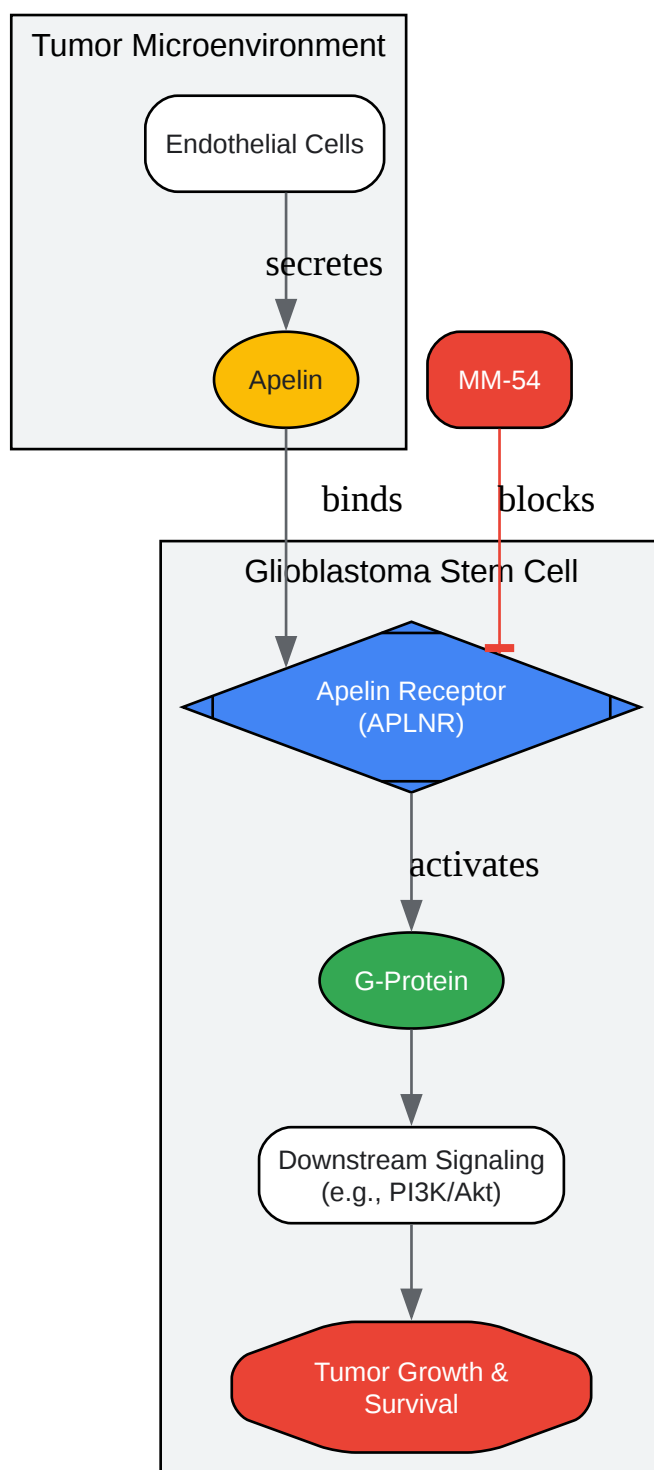 Tumor Microenvironment
Endothelial Cells
secretes
Apelin
MM-54
binds
blocks
Glioblastoma Stem Cell
Apelin Receptor
(APLNR)
activates
G-Protein
Downstream Signaling
(e.g., PI3K/Akt)
Tumor Growth &
Survival